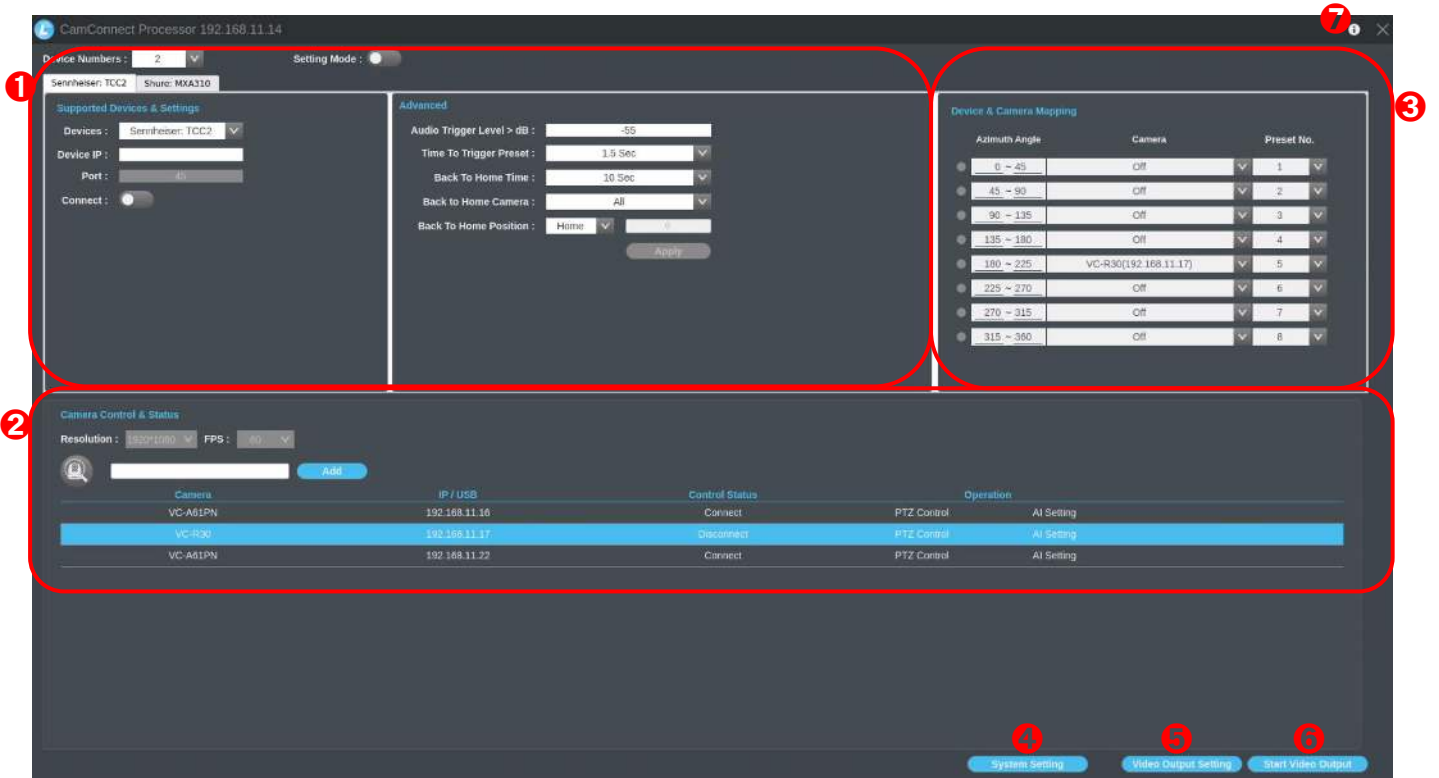 CamConnect Processor 192.168.11.14
7
Device Numbers : 2 Setting Mode :
1
Sennheiser: TCC2 Shure: MXA310
3
Supported Devices & Settings
Devices : Sennheiser: TCC2
Device IP :
Port : 45
Connect :
Advanced
Audio Trigger Level > dB : -55
Time To Trigger Preset : 1.5 Sec
Back To Home Time : 10 Sec
Back to Home Camera : All
Back To Home Position : Home
Apply
Device & Camera Mapping
Azimuth Angle Camera Preset No.
0 ~ 45 Off 1
45 ~ 90 Off 2
90 ~ 135 Off 3
135 ~ 180 Off 4
180 ~ 225 VC-R30(192.168.11.17) 5
225 ~ 270 Off 6
270 ~ 315 Off 7
315 ~ 360 Off 8
2
Camera Control & Status
Resolution : 1920*1080 FPS : 60
Add
Camera IP / USB Control Status Operation
VC-A61PN 192.168.11.16 Connect PTZ Control AI Setting
VC-R30 192.168.11.17 Disconnect PTZ Control AI Setting
VC-A61PN 192.168.11.22 Connect PTZ Control AI Setting
4 5 6
System Setting Video Output Setting Start Video Output